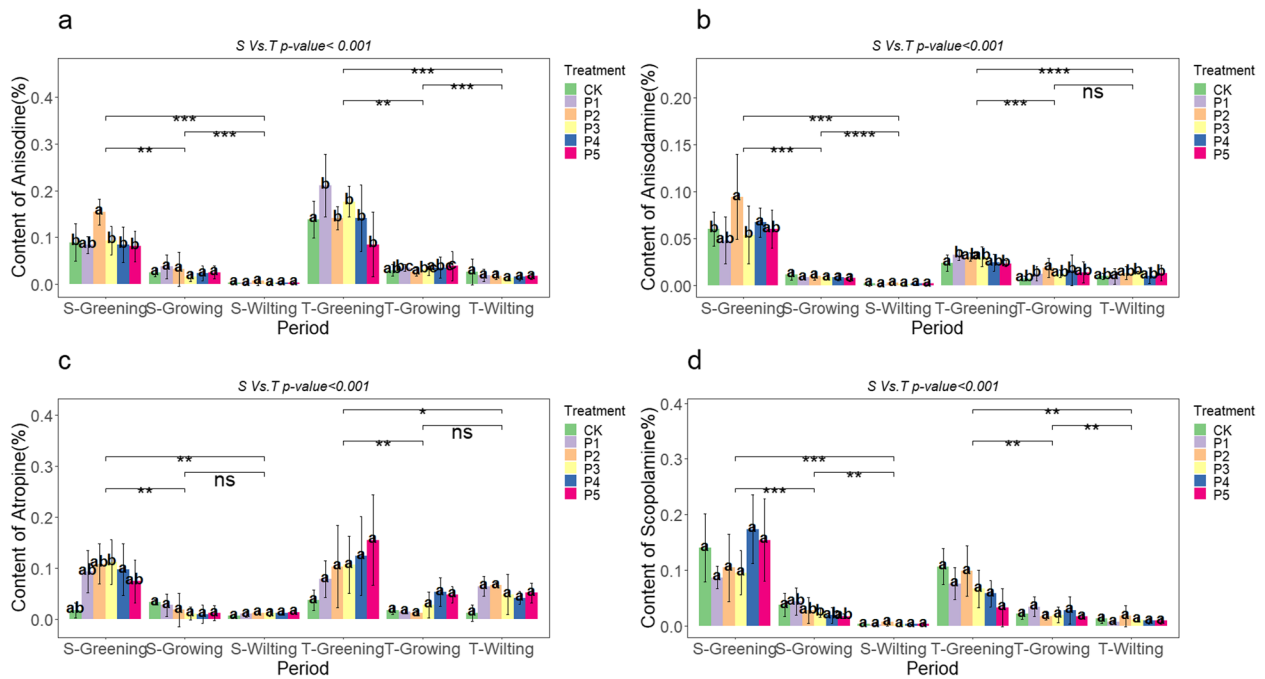 a
S Vs.T p-value< 0.001
Content of Anisodine(%)
0.4
0.3
0.2
0.1
0.0
***
***
**
***
***
**
b ab a b b b
a a a a a a
a a a a a a
a b b b b b
a a a a a a
S-Greening S-Growing S-Wilting T-Greening T-Growing T-Wilting
Period
Treatment
CK
P1
P2
P3
P4
P5
b
S Vs.T p-value<0.001
Content of Anisodamine(%)
0.20
0.15
0.10
0.05
0.00
****
ns
***
***
****
***
S-Greening S-Growing S-Wilting T-Greening T-Growing T-Wilting
Period
Treatment
CK
P1
P2
P3
P4
P5
c
S Vs.T p-value<0.001
Content of Atropine(%)
0.4
0.3
0.2
0.1
0.0
*
ns
**
**
ns
**
a a a a a a
a a a a a a
a a a a a a
a a a a a a
a a a a a a
S-Greening S-Growing S-Wilting T-Greening T-Growing T-Wilting
Period
Treatment
CK
P1
P2
P3
P4
P5
d
S Vs.T p-value<0.001
Content of Scopolamine%)
0.4
0.3
0.2
0.1
0.0
**
**
**
***
**
***
a a a a a a
a ab ab b ab ab
a a a a a a
a a a a a a
a a a a a a
a a a a a a
S-Greening S-Growing S-Wilting T-Greening T-Growing T-Wilting
Period
Treatment
CK
P1
P2
P3
P4
P5